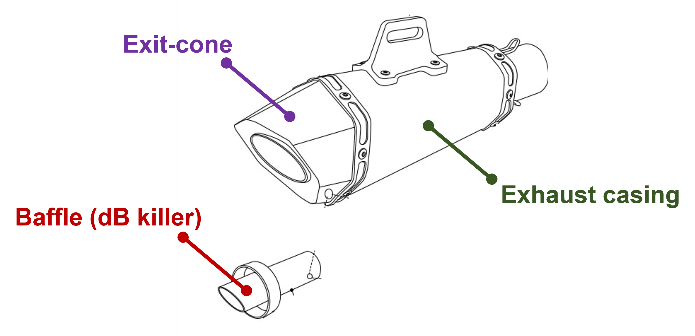 Exit-cone
Exhaust casing
Baffle (dB killer)